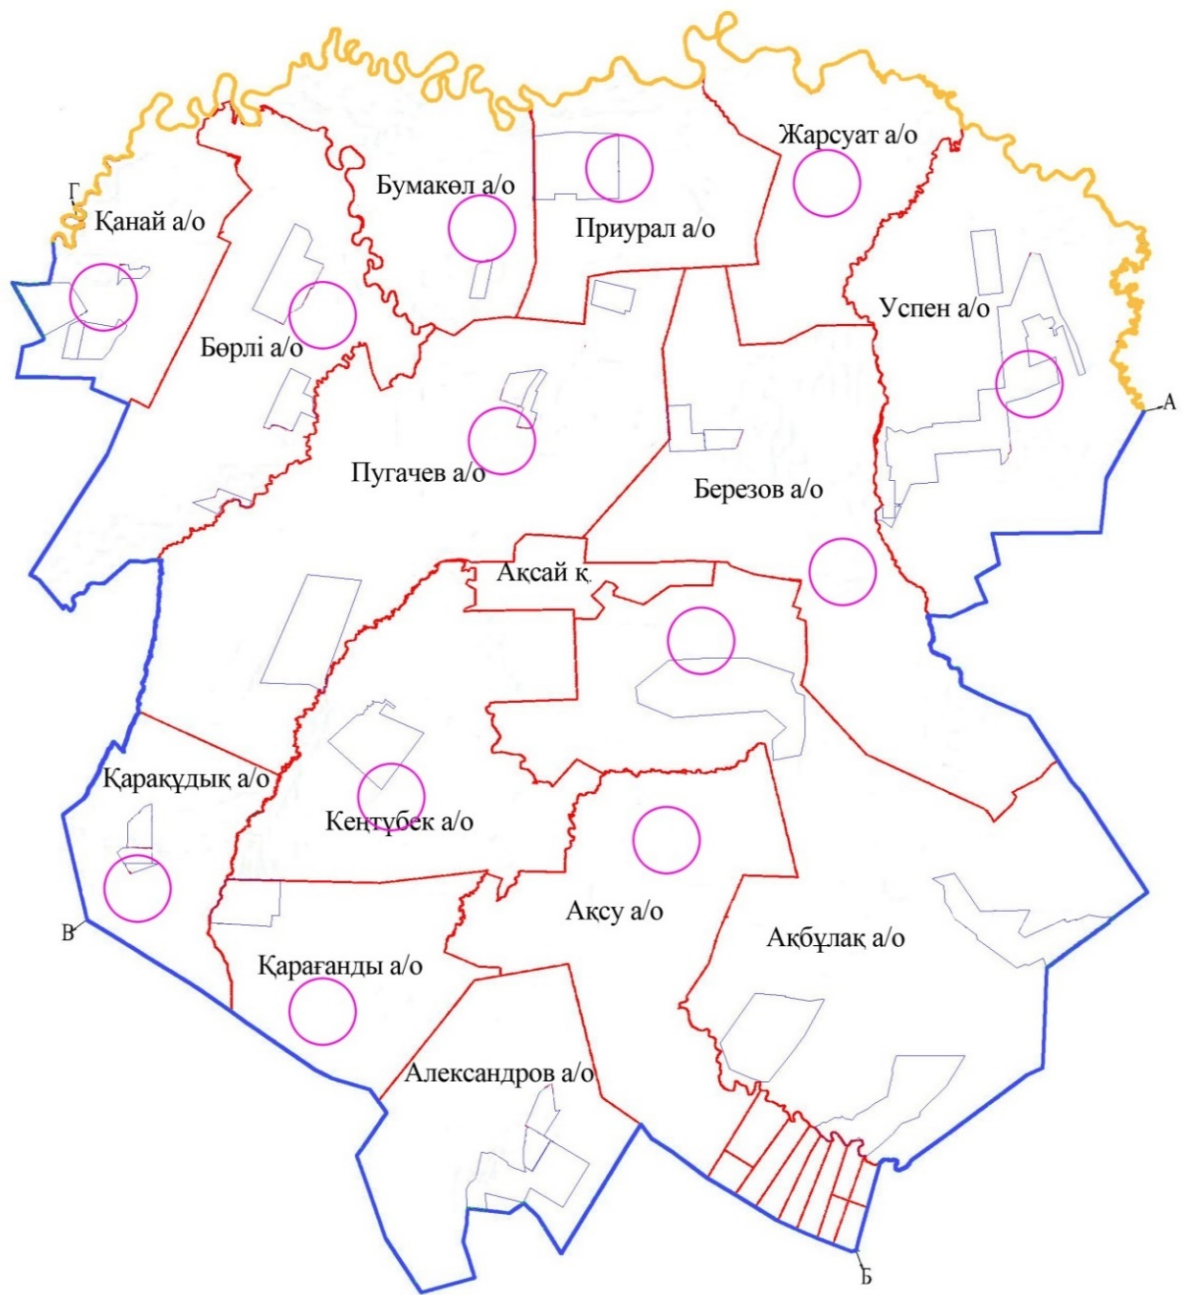 Жарсуат а/о
Бумакөл а/о
Г
Қанай а/о
Приурал а/о
Успен а/о
Бөрлі а/о
А
Пугачев а/о
Березов а/о
Ақсай қ
Қарақұдық а/о
Кеңтүбек а/о
Ақсу а/о
В
Ақбұлақ а/о
Қарағанды а/о
Александров а/о
Б